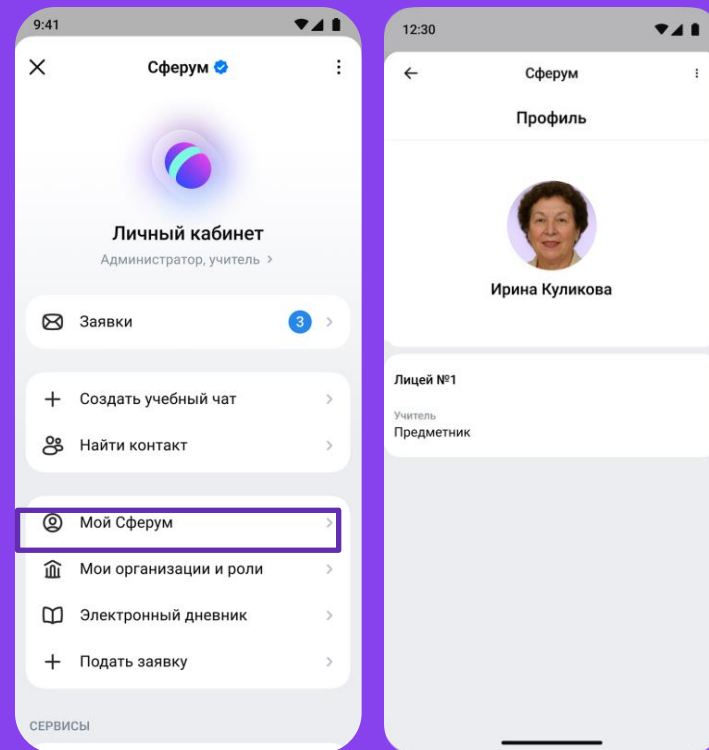 9:41
Сферум
Личный кабинет
Администратор, учитель >
Заявки
3
Создать учебный чат
Найти контакт
Мой Сферум
Мои организации и роли
Электронный дневник
Подать заявку
СЕРВИСЫ
12:30
Сферум
Профиль
Ирина Куликова
Лицей №1
Учитель
Предметник